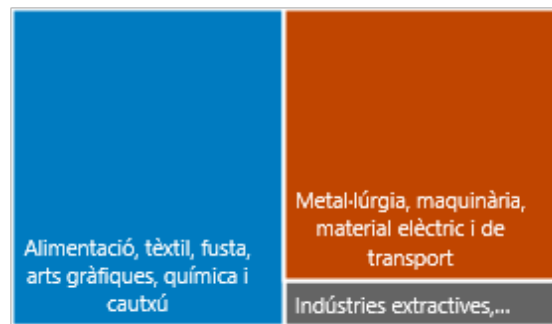 Alimentació, tèxtil, fusta,
arts gràfiques, química i
cautxú
Metal·lúrgia, maquinària,
material elèctric i de
transport
Indústries extractives,...